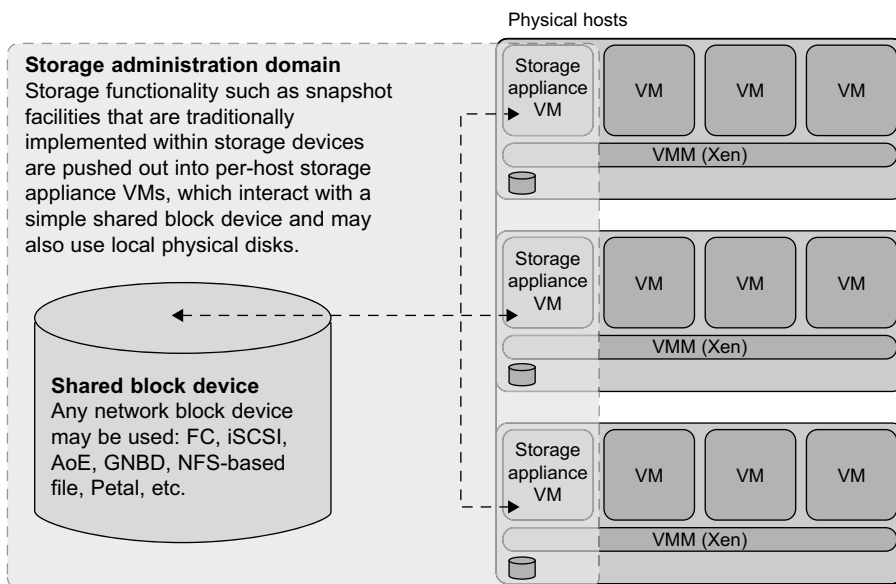 Physical hosts
Storage administration domain
Storage functionality such as snapshot
facilities that are traditionally
implemented within storage devices
are pushed out into per-host storage
appliance VMs, which interact with a
simple shared block device and may
also use local physical disks.
Shared block device
Any network block device
may be used: FC, iSCSI,
AoE, GNBD, NFS-based
file, Petal, etc.
Storage
appliance
VM
VM
VM
VM
VMM (Xen)
Storage
appliance
VM
VM
VM
VM
VMM (Xen)
Storage
appliance
VM
VM
VM
VM
VMM (Xen)